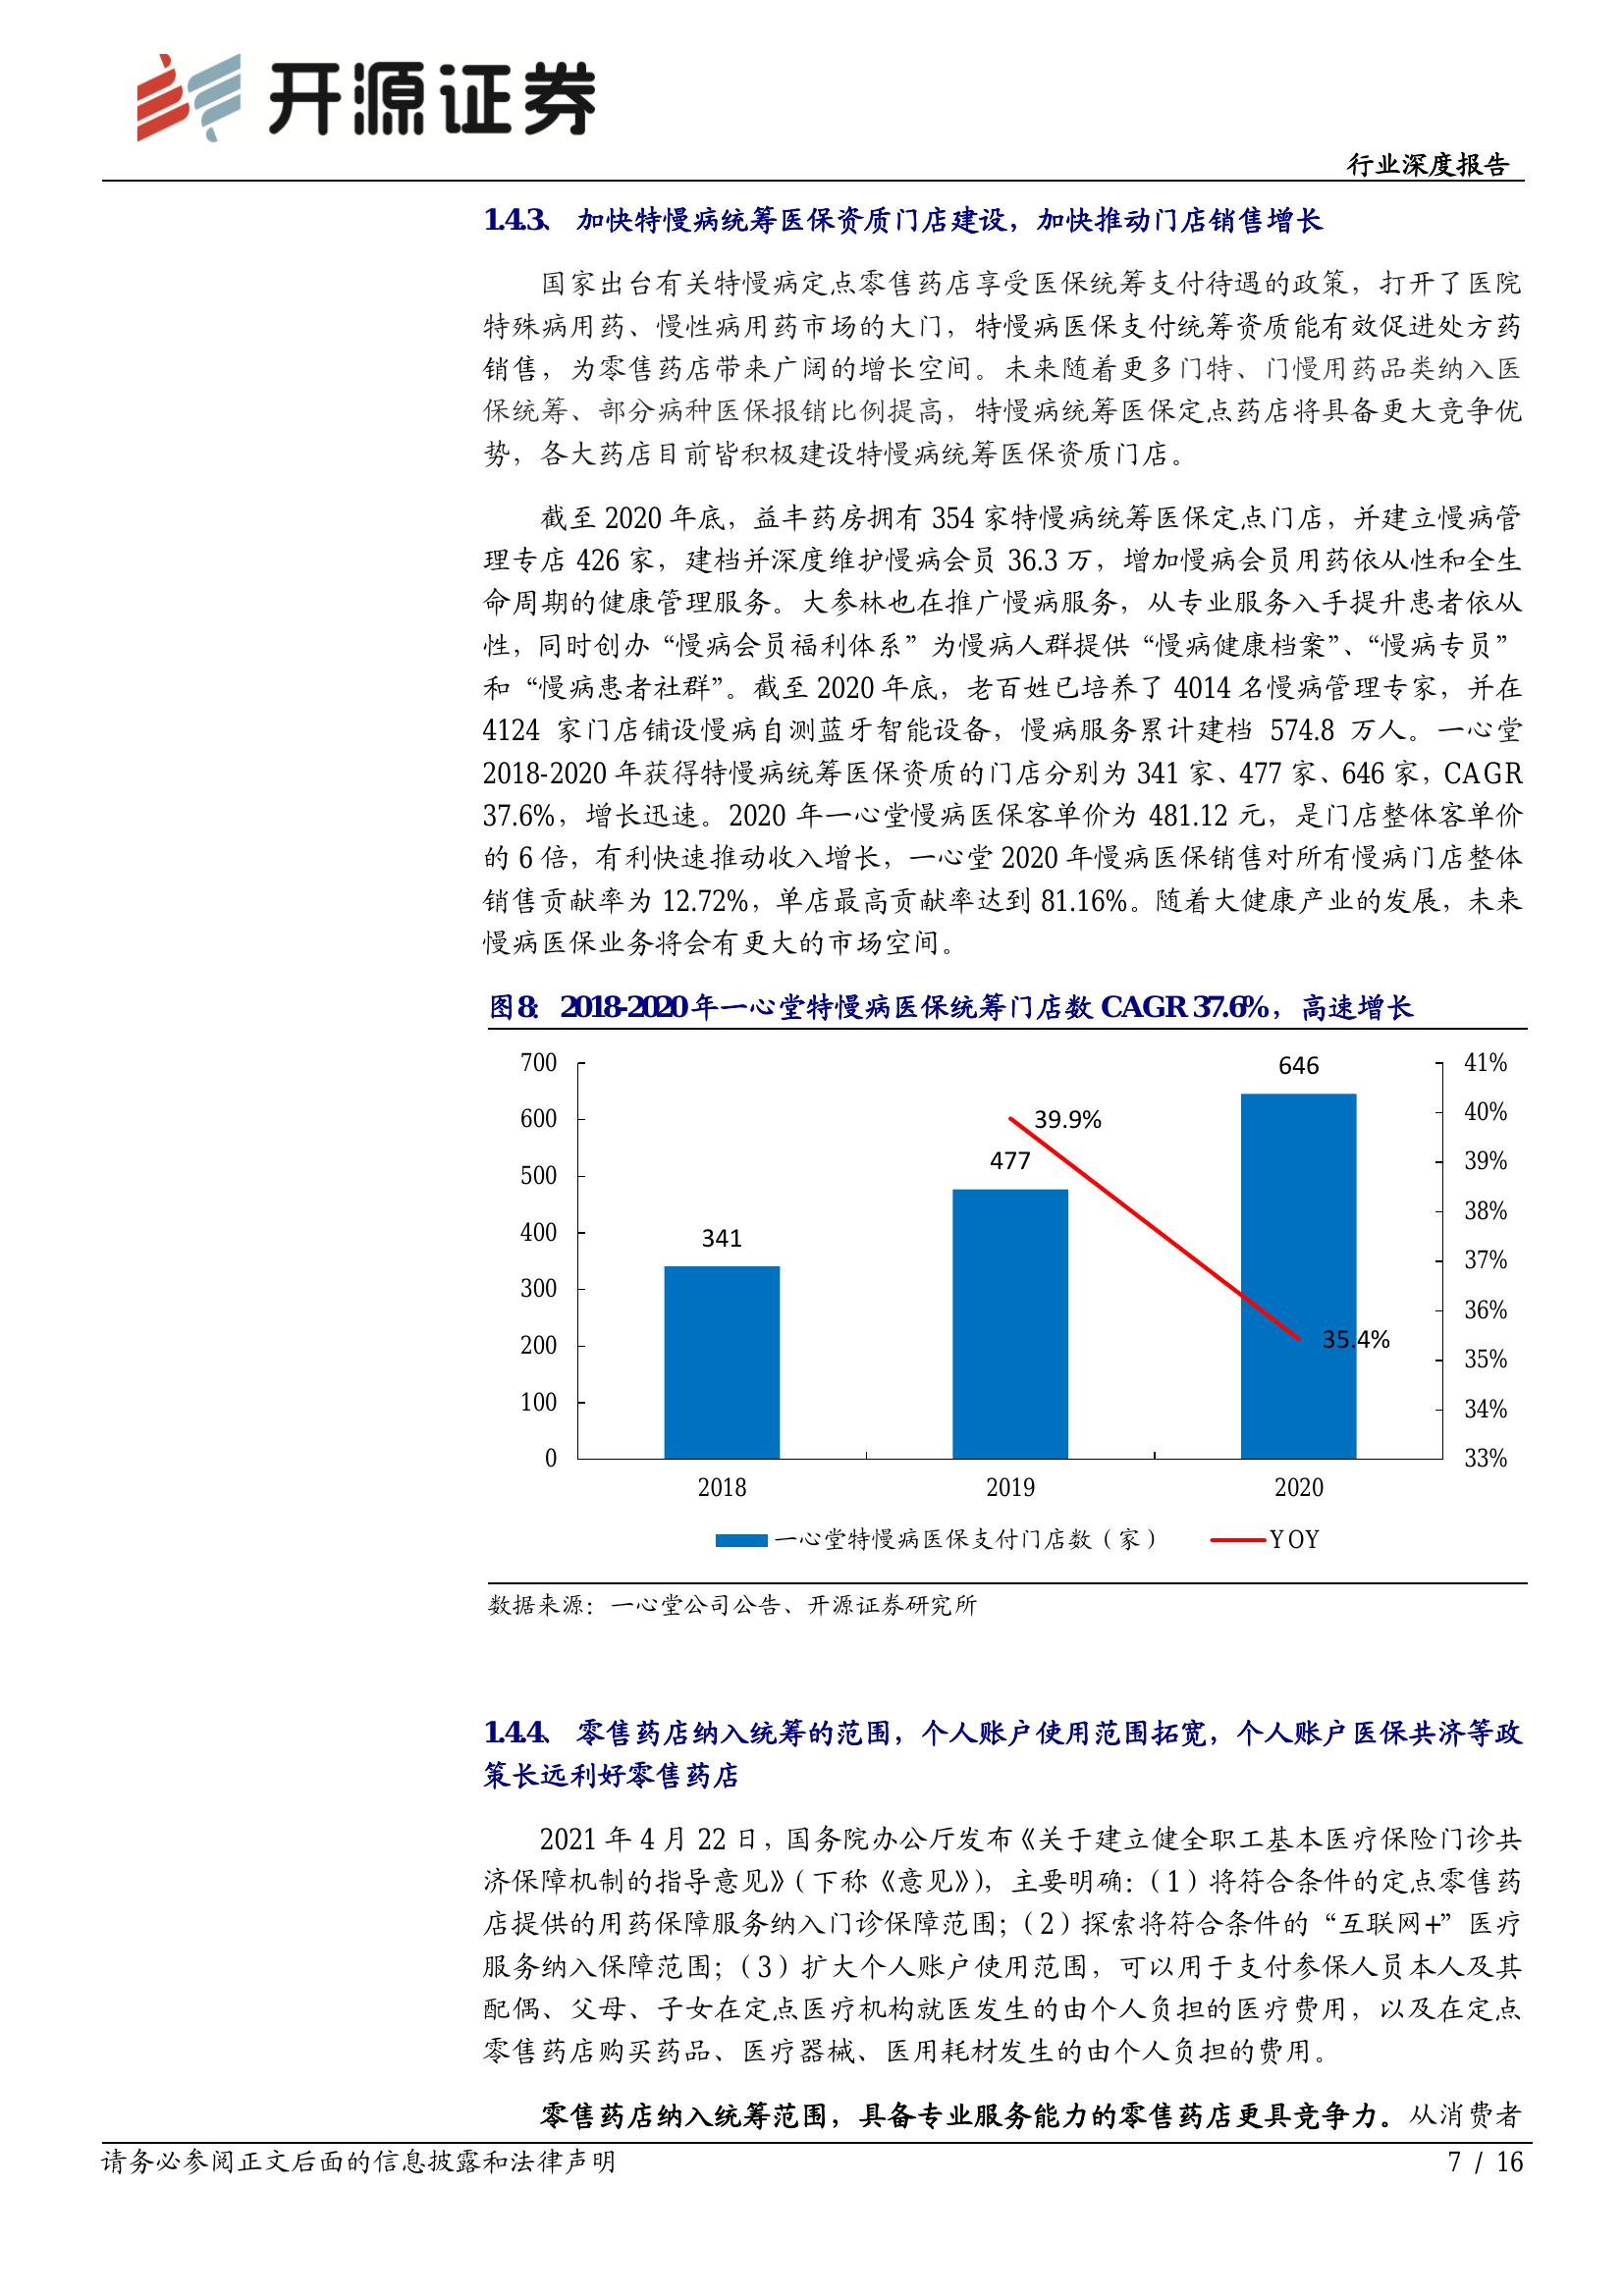 开源证券
行业深度报告
1.4.3、 加快特慢病统筹医保资质门店建设，加快推动门店销售增长
国家出台有关特慢病定点零售药店享受医保统筹支付待遇的政策，打开了医院
特殊病用药、慢性病用药市场的大门，特慢病医保支付统筹资质能有效促进处方药
销售，为零售药店带来广阔的增长空间。未来随着更多门特、门慢用药品类纳入医
保统筹、部分病种医保报销比例提高，特慢病统筹医保定点药店将具备更大竞争优
势，各大药店目前皆积极建设特慢病统筹医保资质门店。
截至 2020 年底，益丰药房拥有 354 家特慢病统筹医保定点门店，并建立慢病管
理专店 426 家，建档并深度维护慢病会员 36.3 万，增加慢病会员用药依从性和全生
命周期的健康管理服务。大参林也在推广慢病服务，从专业服务入手提升患者依从
性，同时创办“慢病会员福利体系”为慢病人群提供“慢病健康档案”、“慢病专员”
和“慢病患者社群”。截至 2020 年底，老百姓已培养了 4014 名慢病管理专家，并在
4124 家门店铺设慢病自测蓝牙智能设备，慢病服务累计建档 574.8 万人。一心堂
2018-2020 年获得特慢病统筹医保资质的门店分别为 341 家、477 家、646 家，CAGR
37.6%，增长迅速。2020 年一心堂慢病医保客单价为 481.12 元，是门店整体客单价
的 6 倍，有利快速推动收入增长，一心堂 2020 年慢病医保销售对所有慢病门店整体
销售贡献率为 12.72%，单店最高贡献率达到 81.16%。随着大健康产业的发展，未来
慢病医保业务将会有更大的市场空间。
图8：2018-2020 年一心堂特慢病医保统筹门店数 CAGR 37.6%，高速增长
700
600
500
400
300
200
100
0
341
477
646
39.9%
35.4%
41%
40%
39%
38%
37%
36%
35%
34%
33%
2018
2019
2020
一心堂特慢病医保支付门店数（家）
YOY
数据来源：一心堂公司公告、开源证券研究所
1.4.4、 零售药店纳入统筹的范围，个人账户使用范围拓宽，个人账户医保共济等政
策长远利好零售药店
2021 年 4 月 22 日，国务院办公厅发布《关于建立健全职工基本医疗保险门诊共
济保障机制的指导意见》（下称《意见》），主要明确：（1）将符合条件的定点零售药
店提供的用药保障服务纳入门诊保障范围；（2）探索将符合条件的“互联网+”医疗
服务纳入保障范围；（3）扩大个人账户使用范围，可以用于支付参保人员本人及其
配偶、父母、子女在定点医疗机构就医发生的由个人负担的医疗费用，以及在定点
零售药店购买药品、医疗器械、医用耗材发生的由个人负担的费用。
零售药店纳入统筹范围，具备专业服务能力的零售药店更具竞争力。从消费者
请务必参阅正文后面的信息披露和法律声明
7 / 16